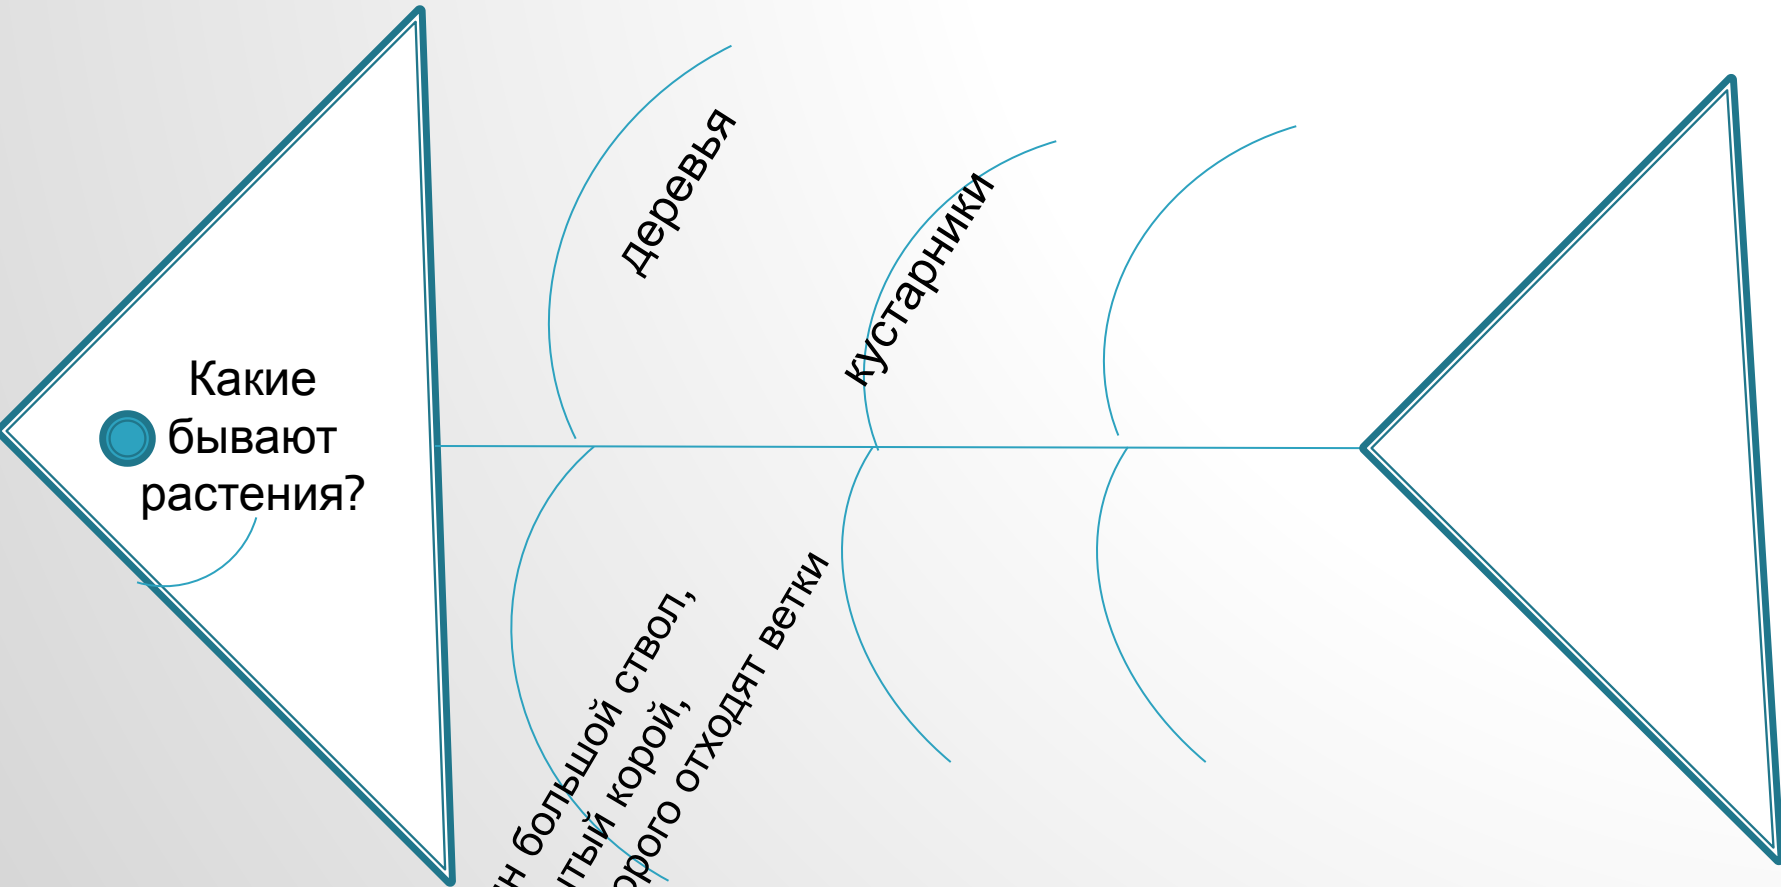 Какие
бывают
растения?
деревья
кустарники
большой ствол,
корой,
отходят ветки